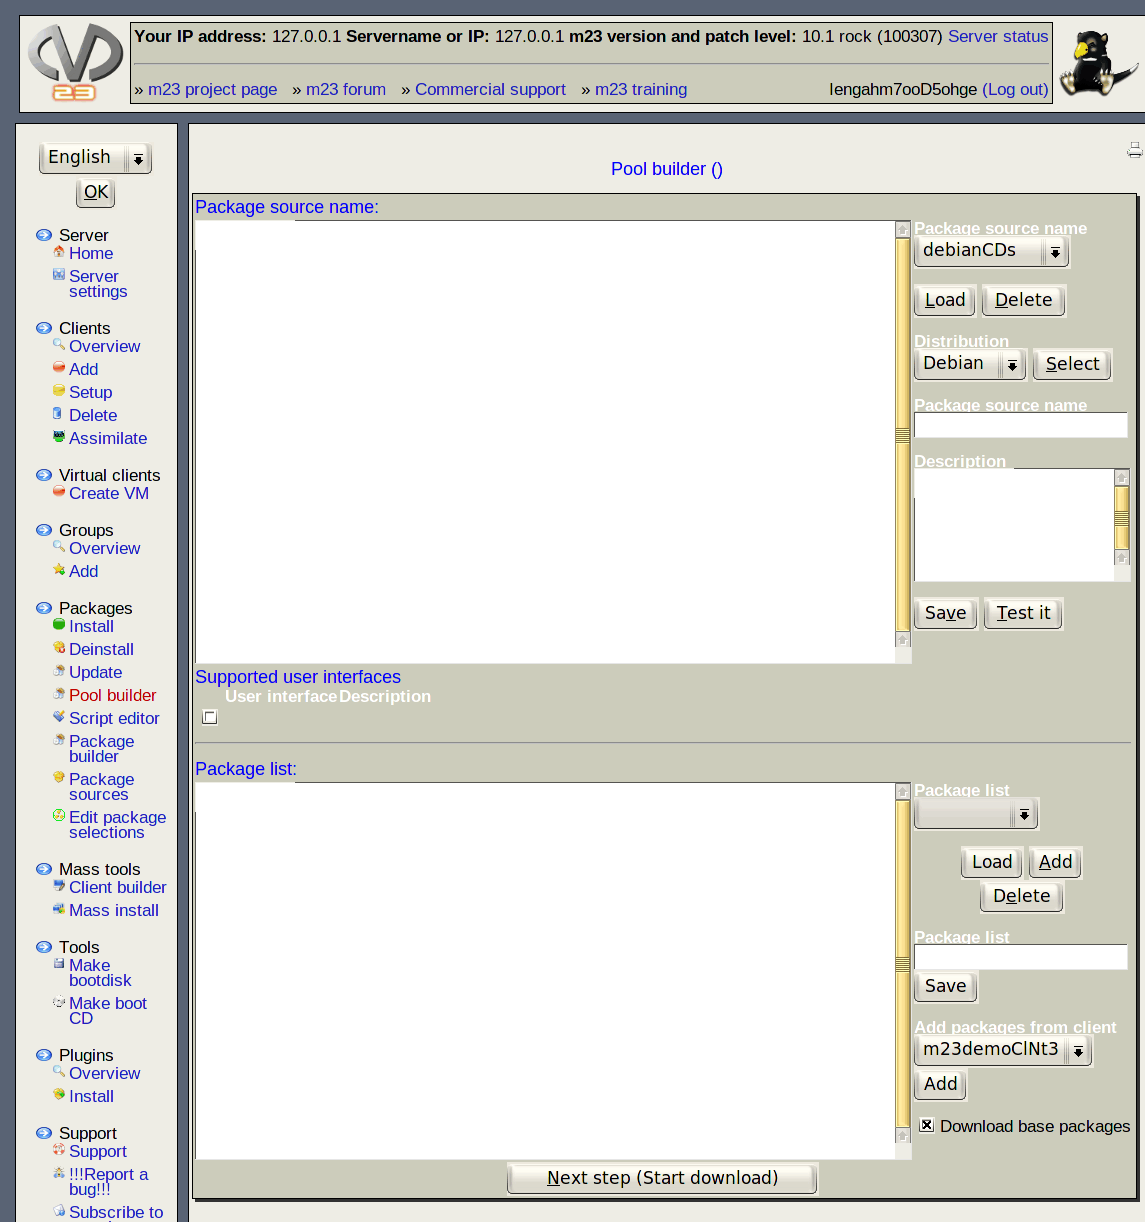 23
Your IP address: 127.0.0.1 Servername or IP: 127.0.0.1 m23 version and patch level: 10.1 rock (100307) Server status
» m23 project page » m23 forum » Commercial support » m23 training
Iengahm7ooD5ohge (Log out)
English
OK
Server
Home
Server
settings
Clients
Overview
Add
Setup
Delete
Assimilate
Virtual clients
Create VM
Groups
Overview
Add
Packages
Install
Deinstall
Update
Pool builder
Script editor
Package
builder
Package
sources
Edit package
selections
Mass tools
Client builder
Mass install
Tools
Make
bootdisk
Make boot
CD
Plugins
Overview
Install
Support
Support
!!!Report a
bug!!!
Subscribe to
Pool builder ()
Package source name:
Package source name
debianCDs
Load Delete
Distribution
Debian Select
Package source name
Description
Save Test it
Supported user interfaces
User interface Description
Package list:
Package list
Load Add
Delete
Package list
Save
Add packages from client
m23demoClNt3
Add
Download base packages
Next step (Start download)